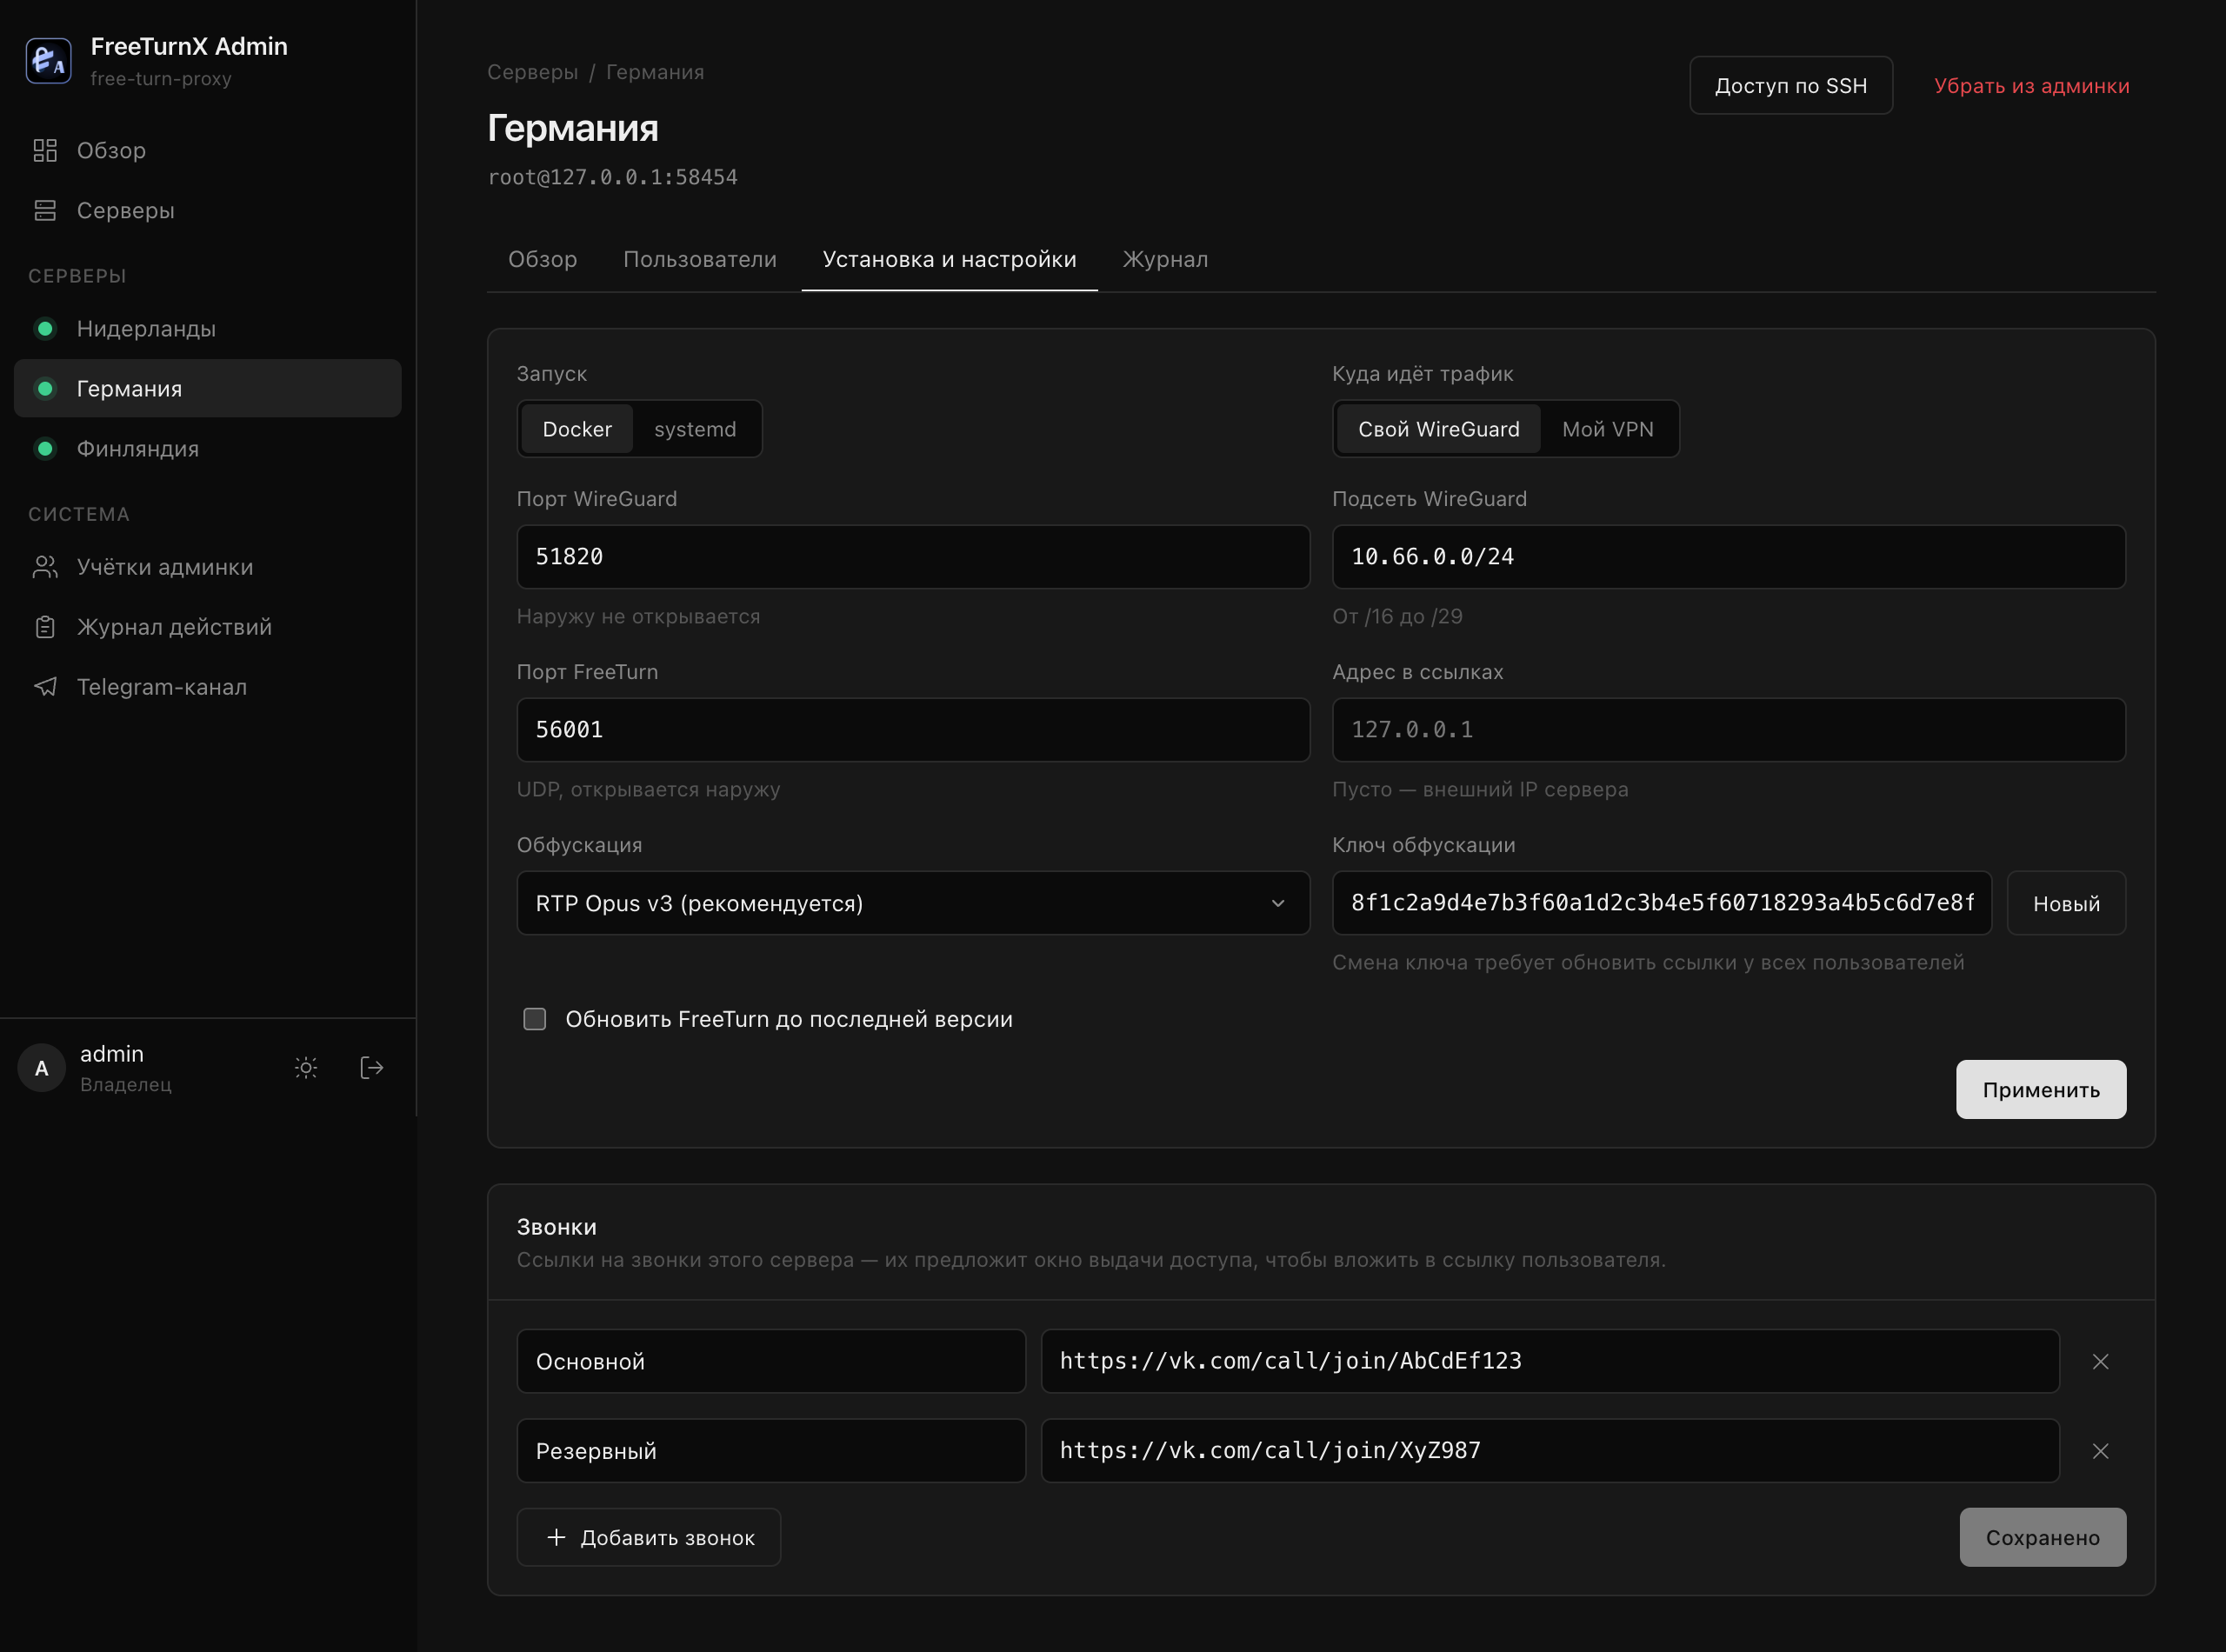 FreeTurnX Admin
free-turn-proxy
Обзор
Серверы
СЕРВЕРЫ
Нидерланды
Германия
Финляндия
СИСТЕМА
Учётки админки
Журнал действий
Telegram-канал
A
admin
Владелец
Серверы / Германия
Германия
root@127.0.0.1:58454
Доступ по SSH
Убрать из админки
Обзор Пользователи Установка и настройки Журнал
Запуск
Docker systemd
Куда идёт трафик
Свой WireGuard Мой VPN
Порт WireGuard
51820
Наружу не открывается
Подсеть WireGuard
10.66.0.0/24
От /16 до /29
Порт FreeTurn
56001
UDP, открывается наружу
Адрес в ссылках
127.0.0.1
Пусто — внешний IP сервера
Обфускация
RTP Opus v3 (рекомендуется)
Ключ обфускации
8f1c2a9d4e7b3f60a1d2c3b4e5f60718293a4b5c6d7e8f
Новый
Смена ключа требует обновить ссылки у всех пользователей
Обновить FreeTurn до последней версии
Применить
Звонки
Ссылки на звонки этого сервера — их предложит окно выдачи доступа, чтобы вложить в ссылку пользователя.
Основной
https://vk.com/call/join/AbCdEf123
Резервный
https://vk.com/call/join/XyZ987
Добавить звонок
Сохранено